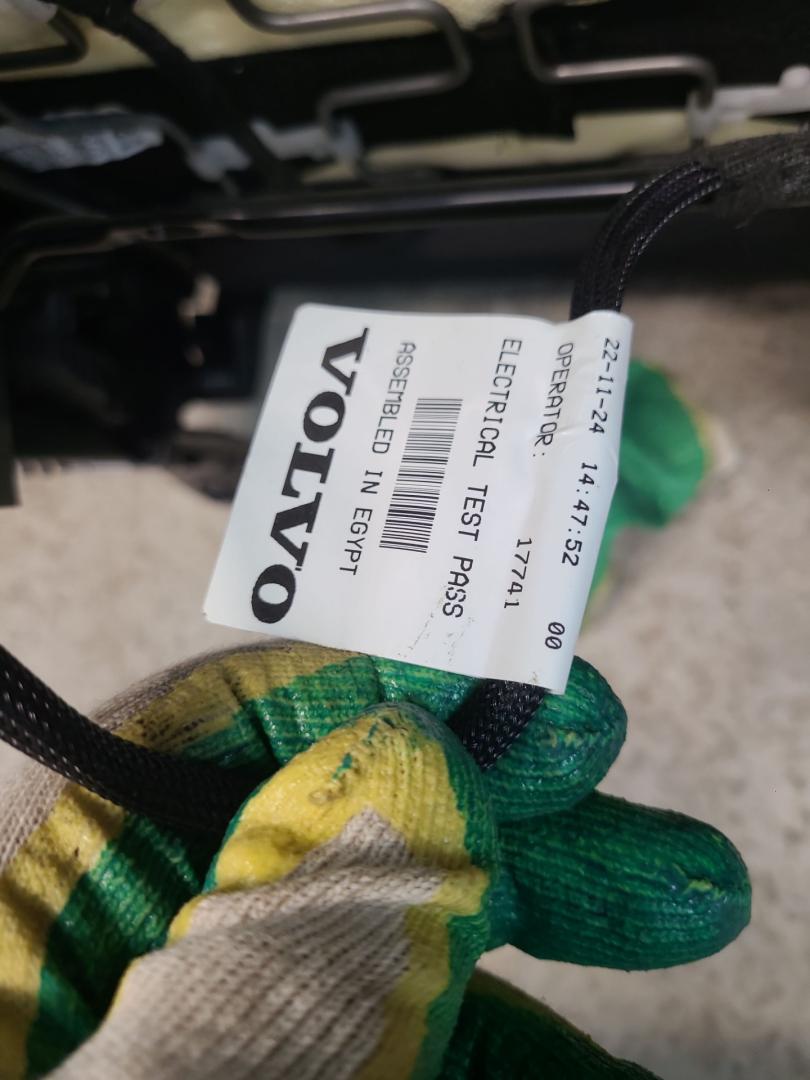 22-11-24 14:47:52 00
OPERATOR: 17741
ELECTRICAL TEST PASS
ASSEMBLED IN EGYPT
VOLVO